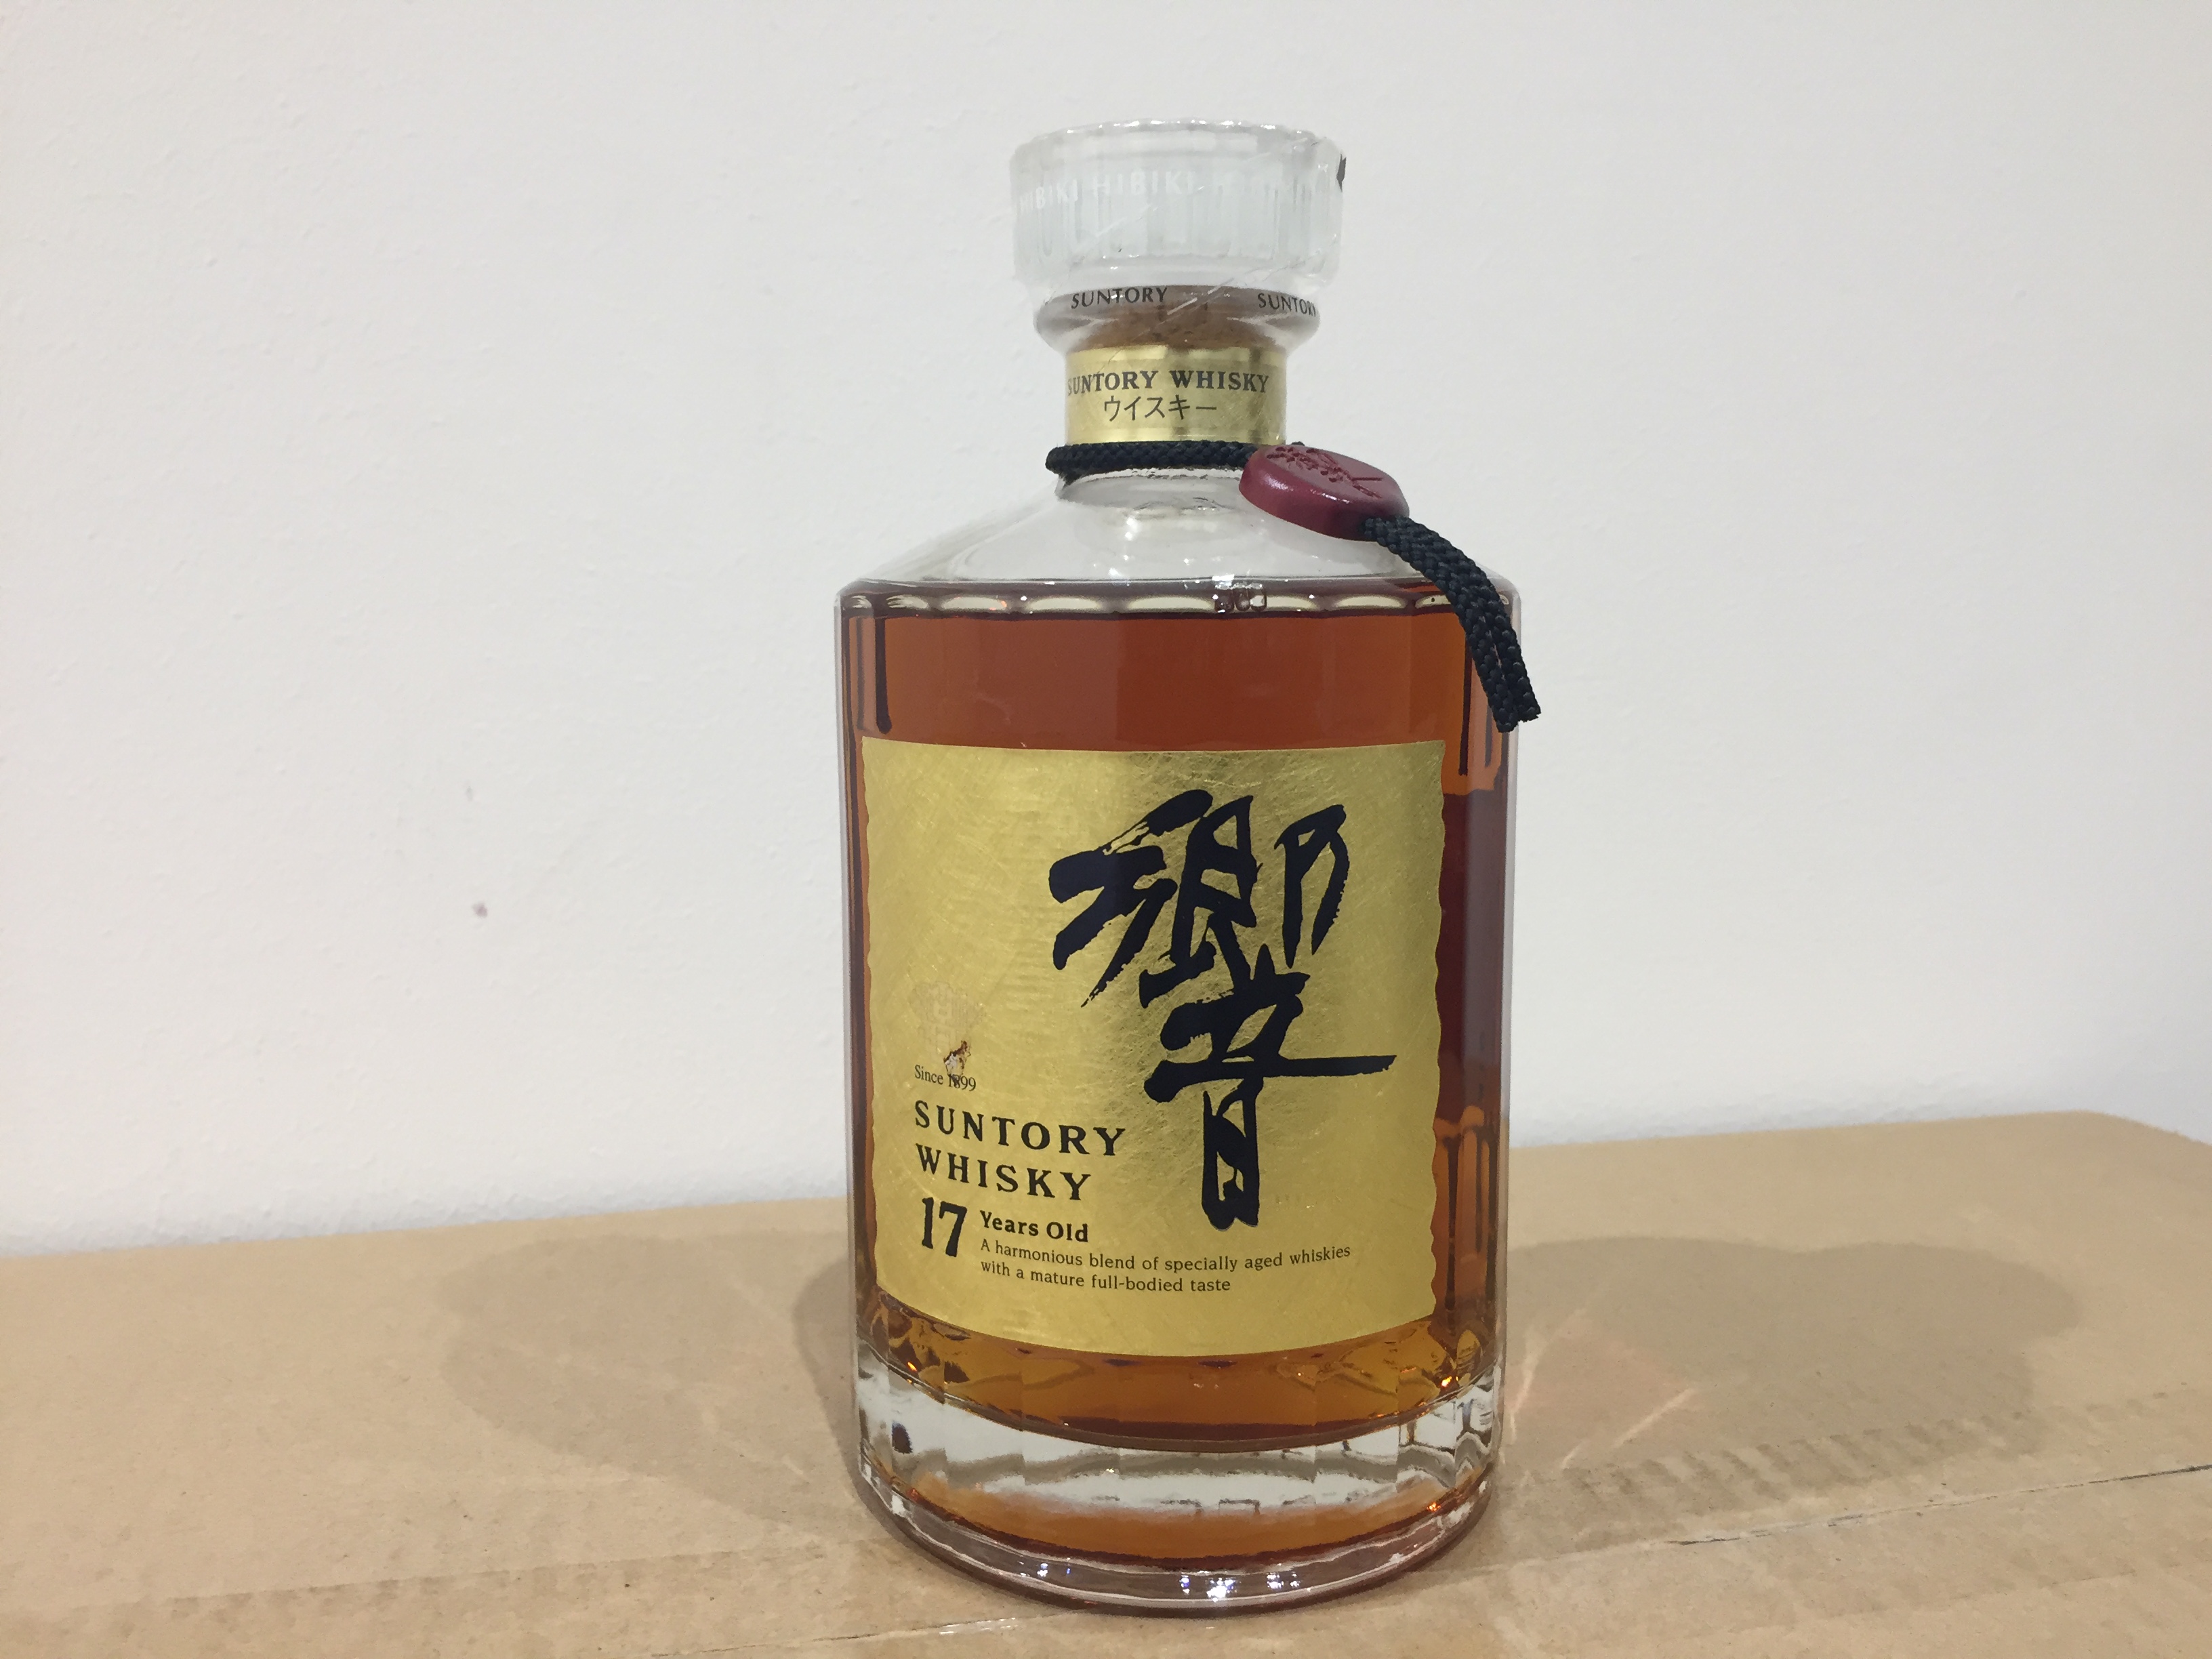 HIBIKI HIBIKI
SUNTORY SUNTORY
SUNTORY WHISKY
ウイスキー
響
Since 1899
SUNTORY
WHISKY
17 Years Old
A harmonious blend of specially aged whiskies
with a mature full-bodied taste